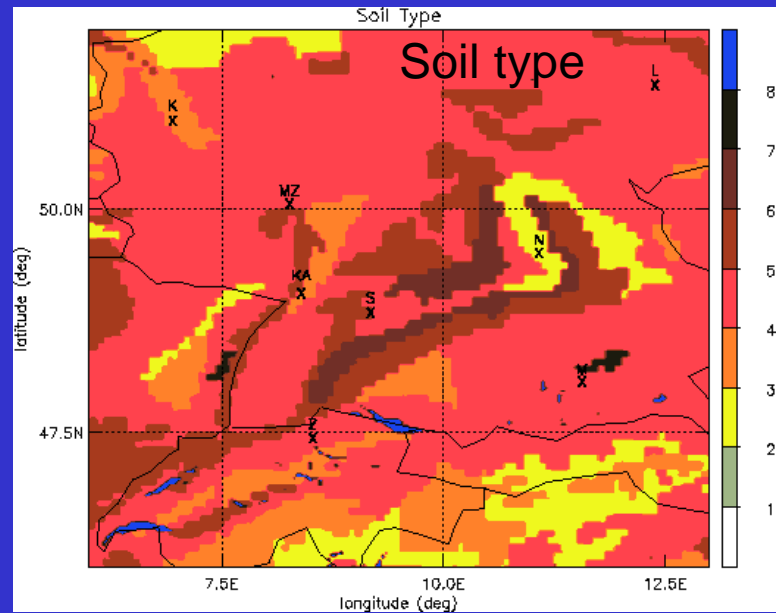 Soil Type
Soil type
L
K
8
7
MZ
50.0N
6
N
KA
5
S
4
latitude (deg)
M
3
Z
47.5N
2
1
7.5E
10.0E
12.5E
longitude (deg)